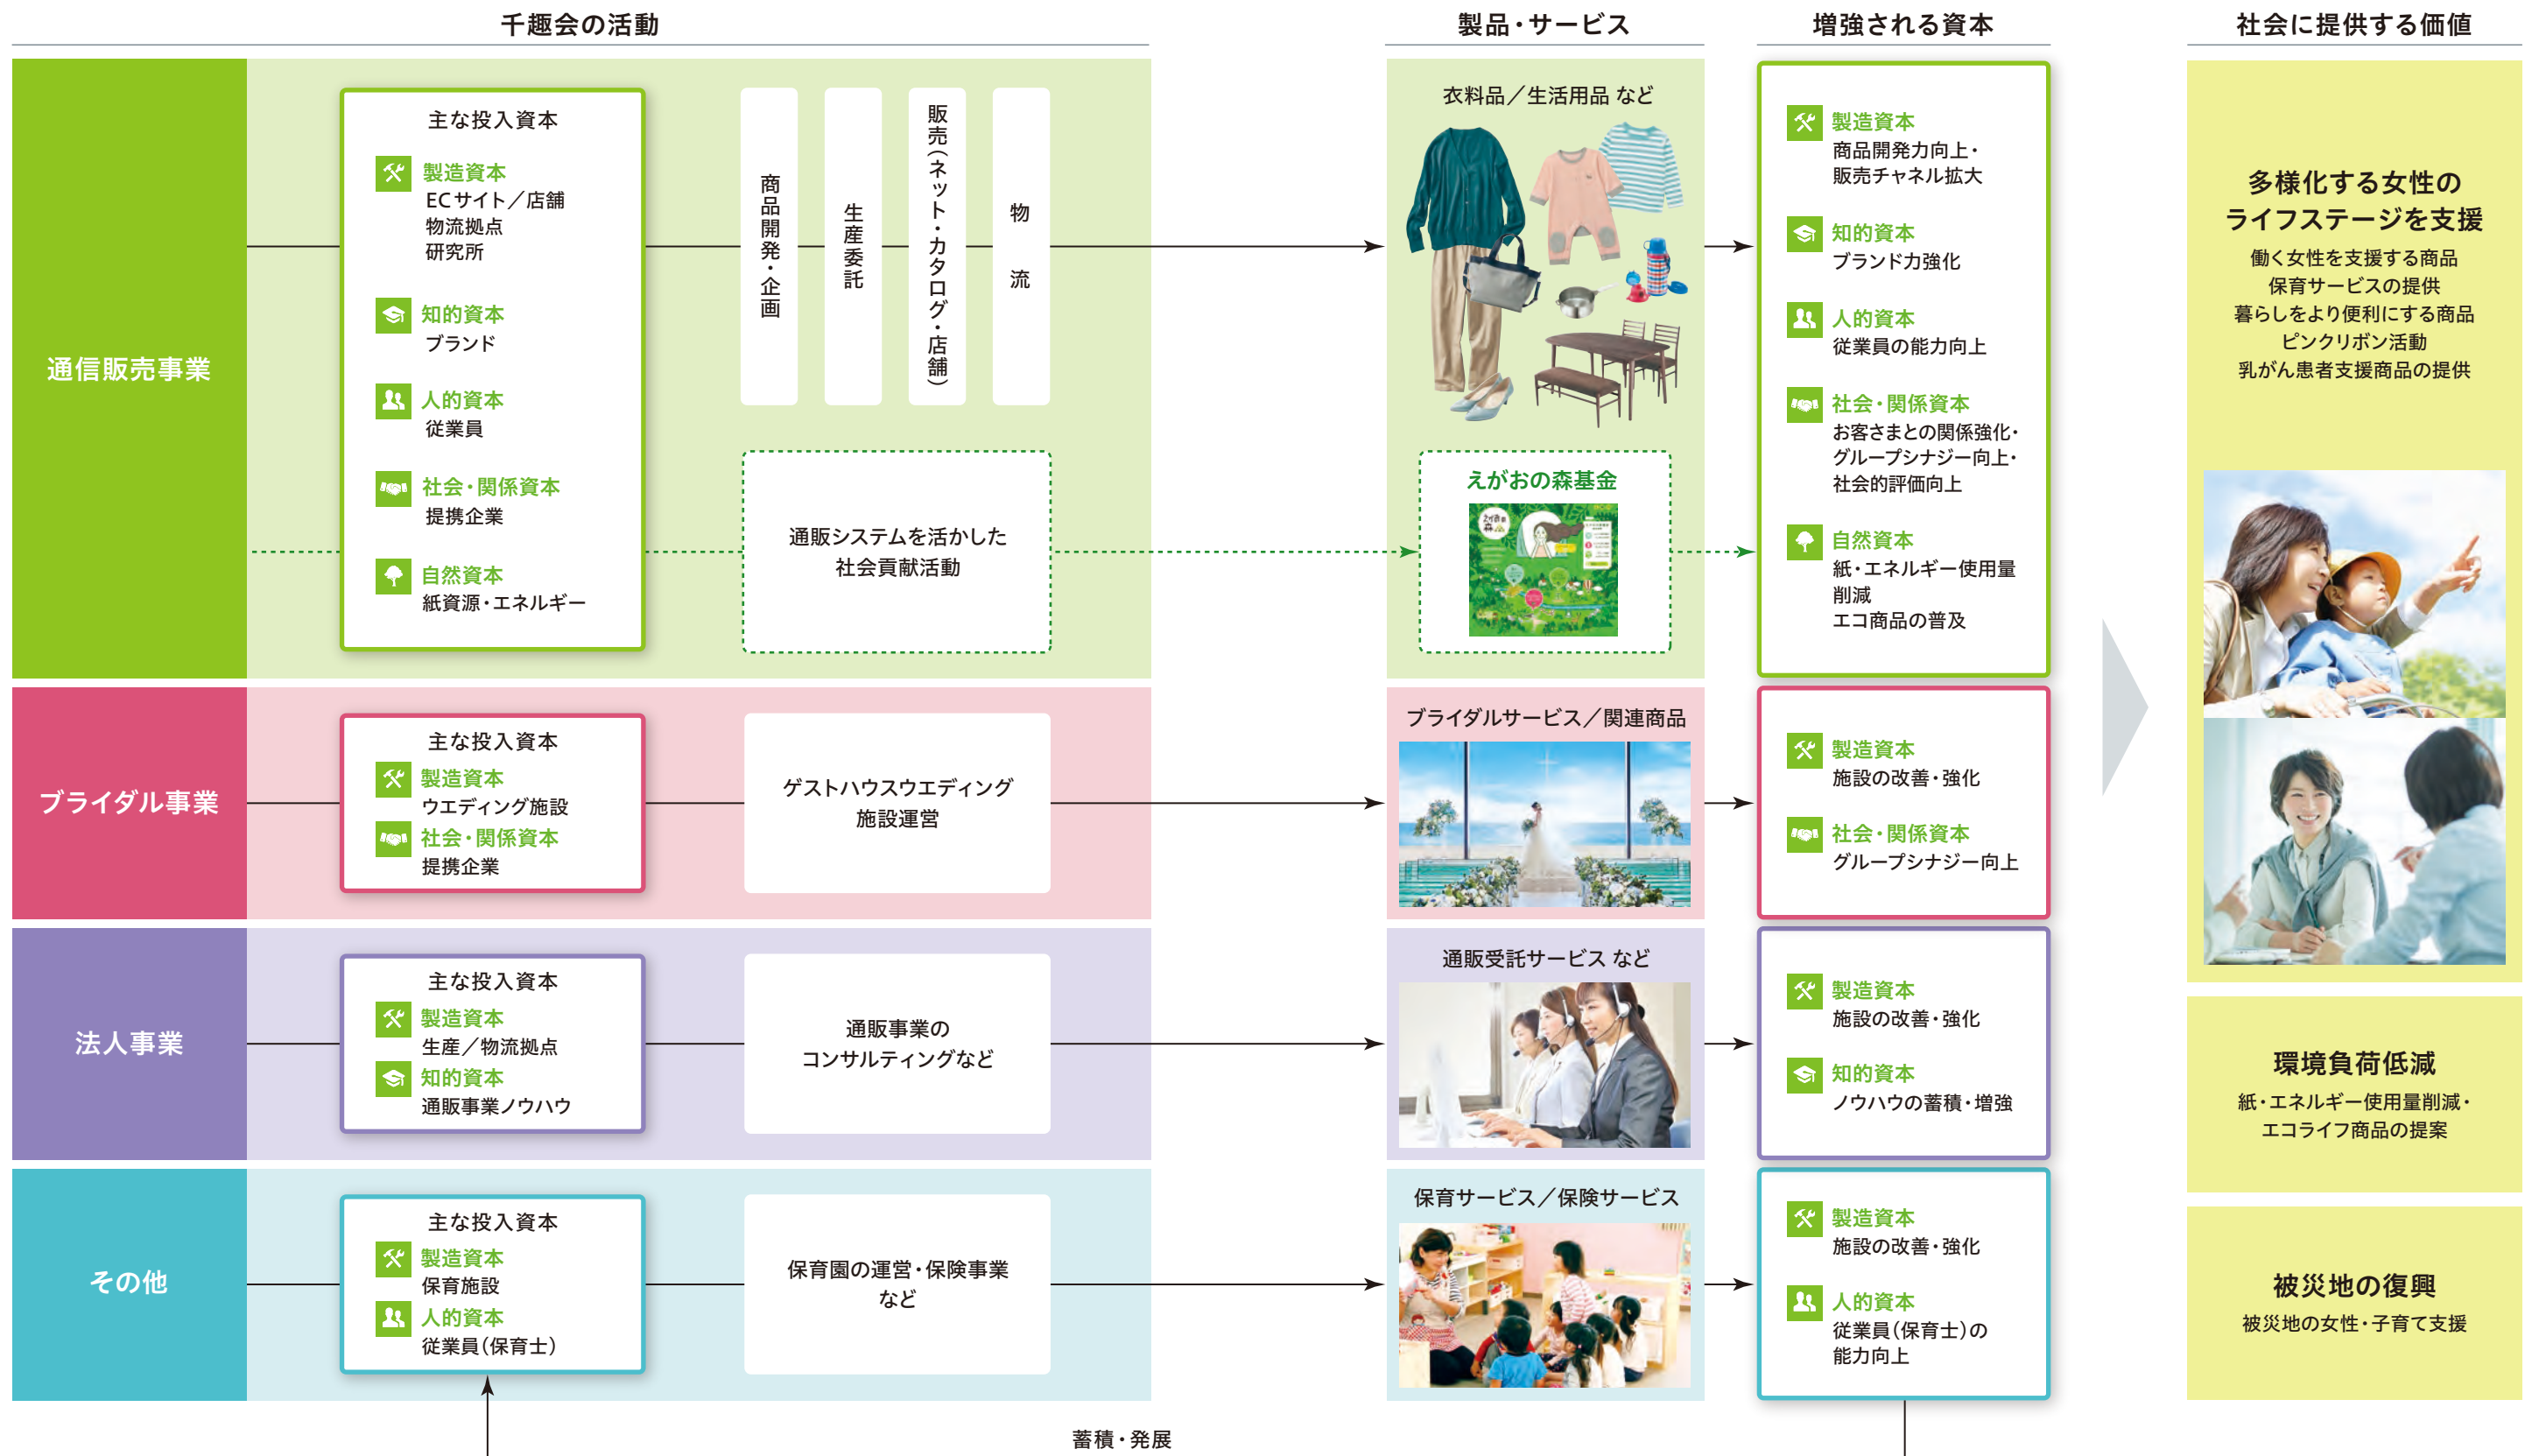 千趣会の活動
製品・サービス
増強される資本
社会に提供する価値
通信販売事業
主な投入資本
製造資本
ECサイト／店舗
物流拠点
研究所
知的資本
ブランド
人的資本
従業員
社会・関係資本
提携企業
自然資本
紙資源・エネルギー
商品開発・企画
生産委託
販売（ネット・カタログ・店舗）
物流
通販システムを活かした
社会貢献活動
衣料品／生活用品 など
えがおの森基金
製造資本
商品開発力向上・
販売チャネル拡大
知的資本
ブランド力強化
人的資本
従業員の能力向上
社会・関係資本
お客さまとの関係強化・
グループシナジー向上・
社会的評価向上
自然資本
紙・エネルギー使用量
削減
エコ商品の普及
ブライダル事業
主な投入資本
製造資本
ウエディング施設
社会・関係資本
提携企業
ゲストハウスウエディング
施設運営
ブライダルサービス／関連商品
製造資本
施設の改善・強化
社会・関係資本
グループシナジー向上
法人事業
主な投入資本
製造資本
生産／物流拠点
知的資本
通販事業ノウハウ
通販事業の
コンサルティングなど
通販受託サービス など
製造資本
施設の改善・強化
知的資本
ノウハウの蓄積・増強
その他
主な投入資本
製造資本
保育施設
人的資本
従業員（保育士）
保育園の運営・保険事業
など
保育サービス／保険サービス
製造資本
施設の改善・強化
人的資本
従業員（保育士）の
能力向上
多様化する女性の
ライフステージを支援
働く女性を支援する商品
保育サービスの提供
暮らしをより便利にする商品
ピンクリボン活動
乳がん患者支援商品の提供
環境負荷低減
紙・エネルギー使用量削減・
エコライフ商品の提案
被災地の復興
被災地の女性・子育て支援
蓄積・発展